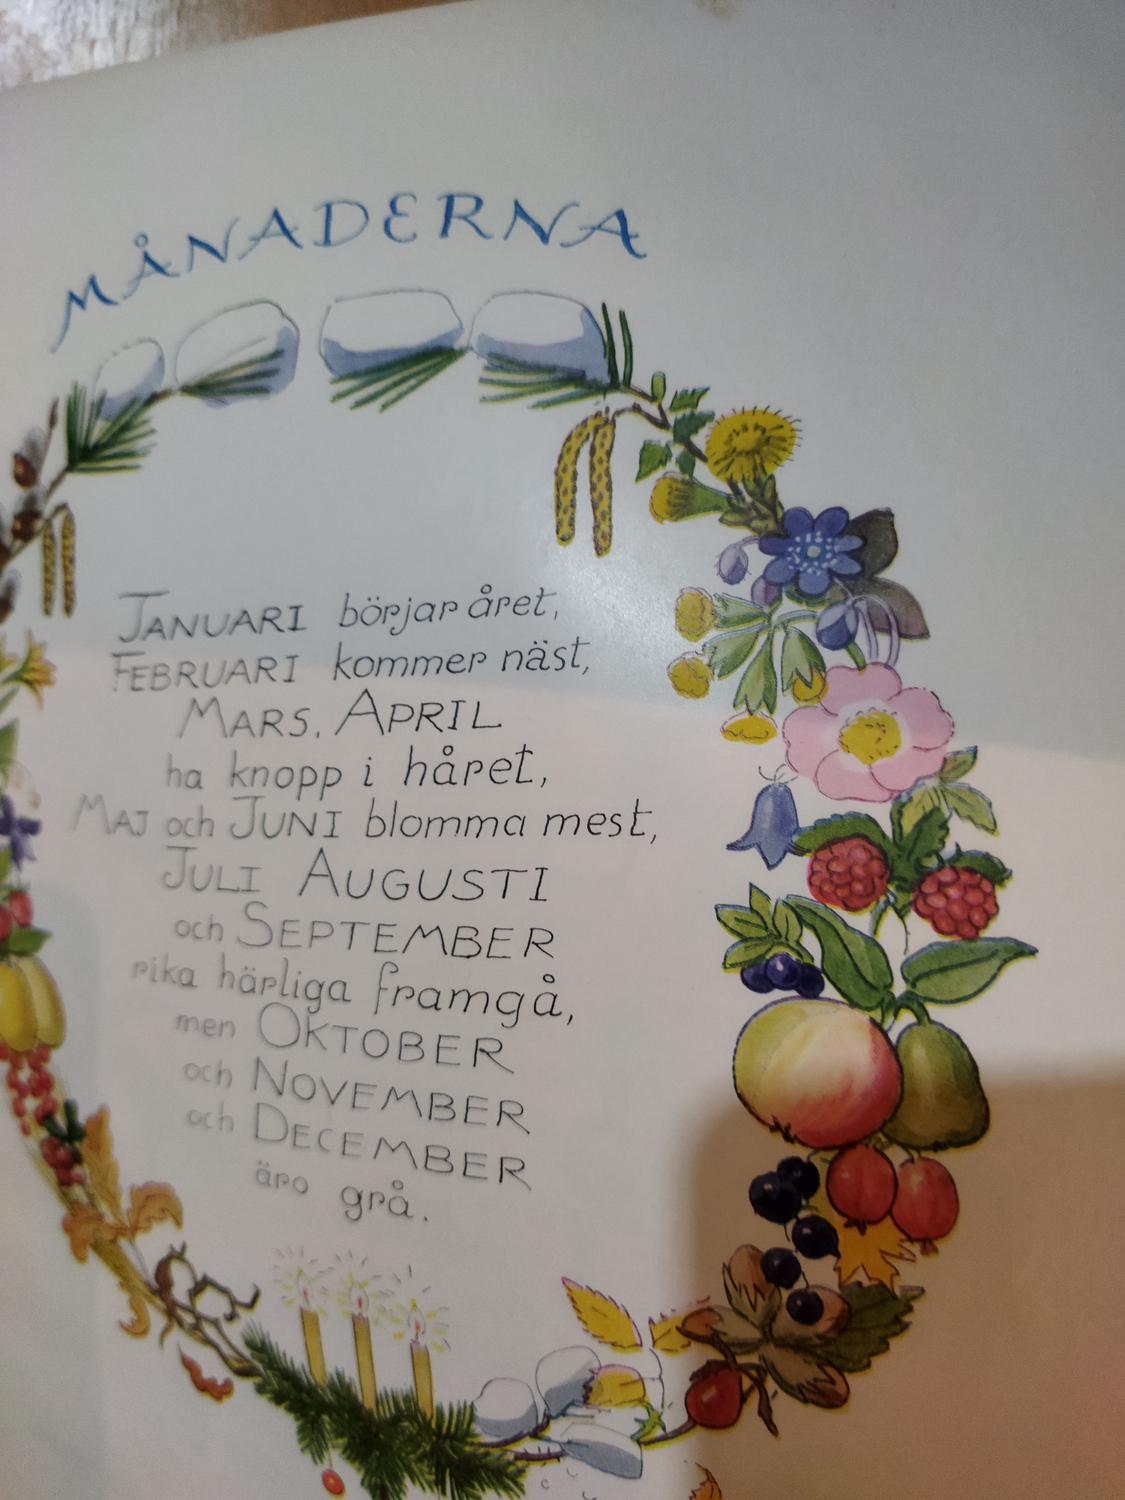 MÅNADERNA
JANUARI börjar året,
FEBRUARI kommer näst,
MARS, APRIL
ha knopp i håret,
MAJ och JUNI blomma mest,
JULI AUGUSTI
och SEPTEMBER
rika härliga framgå,
men OKTOBER
och NOVEMBER
och DECEMBER
äro grå.